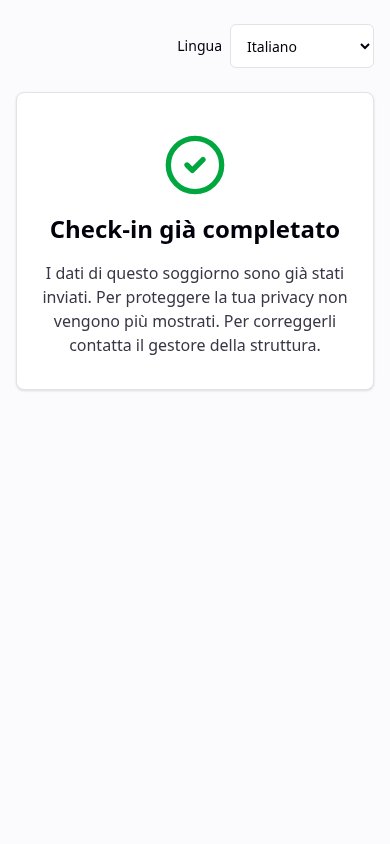 Lingua
Italiano
Check-in già completato
I dati di questo soggiorno sono già stati
inviati. Per proteggere la tua privacy non
vengono più mostrati. Per correggerli
contatta il gestore della struttura.